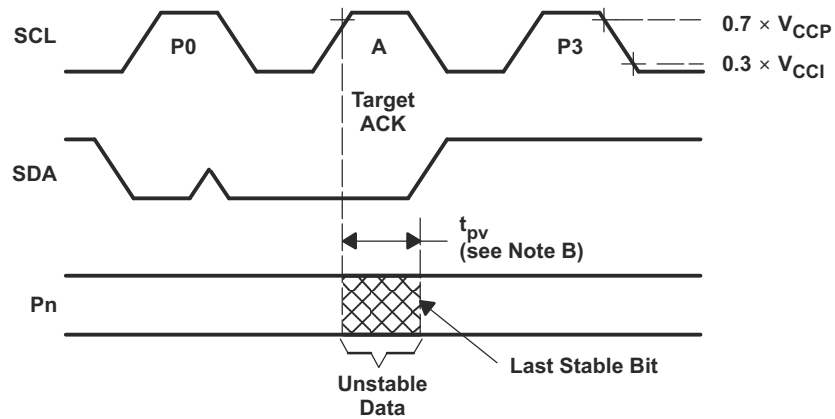 SCL
P0
A
P3
0.7 × VCCP
0.3 × VCCI
Target
ACK
SDA
tpv
(see Note B)
Pn
Last Stable Bit
Unstable
Data